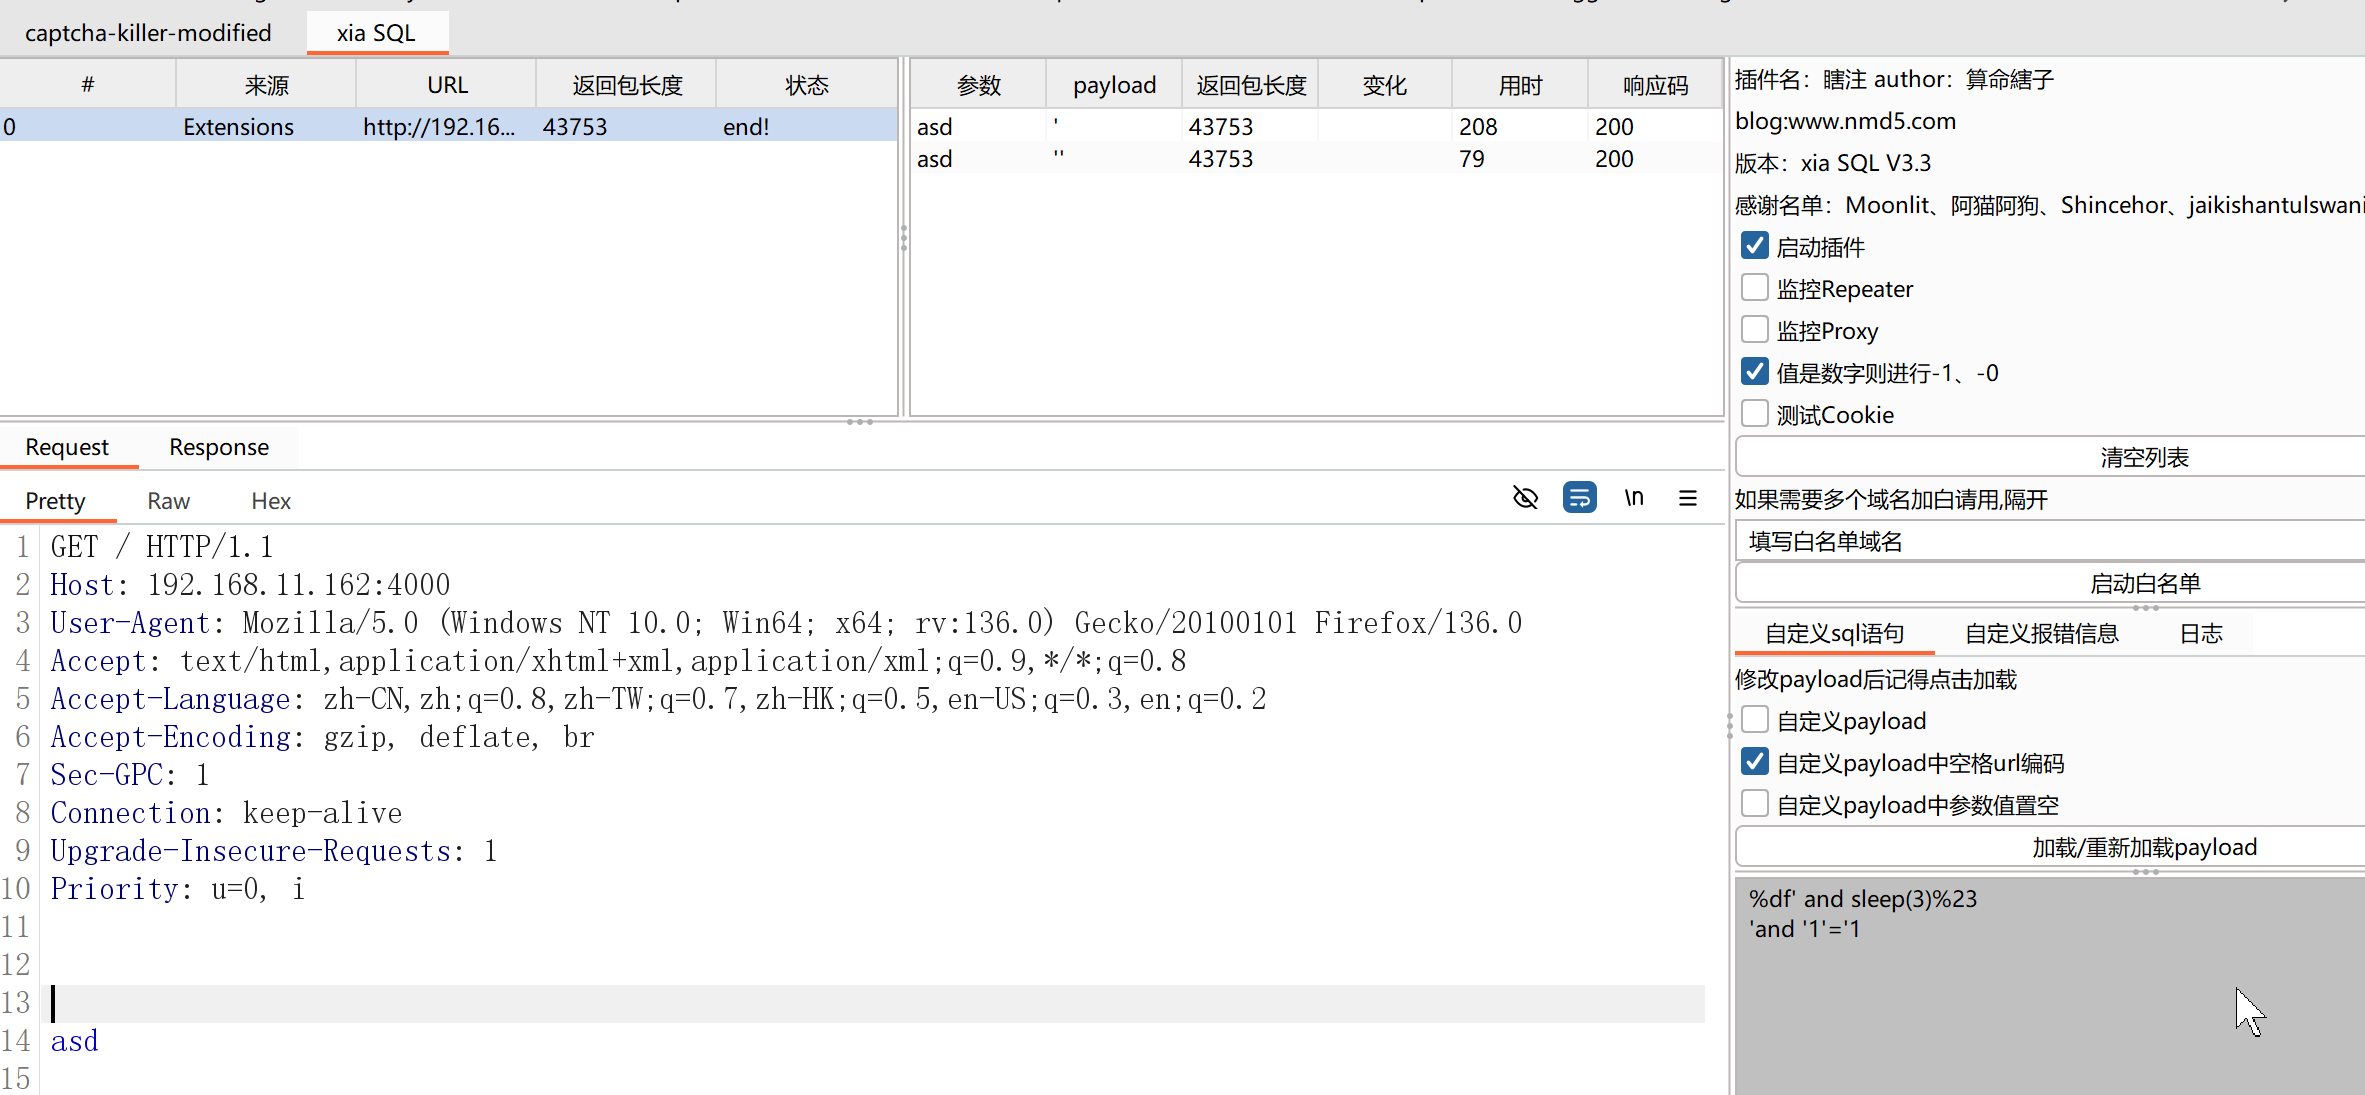 captcha-killer-modified
xia SQL
# 来源 URL 返回包长度 状态
0 Extensions http://192.16... 43753 end!
参数 payload 返回包长度 变化 用时 响应码
asd ' 43753 208 200
asd '' 43753 79 200
Request Response
Pretty Raw Hex
\n
1 GET / HTTP/1.1
2 Host: 192.168.11.162:4000
3 User-Agent: Mozilla/5.0 (Windows NT 10.0; Win64; x64; rv:136.0) Gecko/20100101 Firefox/136.0
4 Accept: text/html,application/xhtml+xml,application/xml;q=0.9,*/*;q=0.8
5 Accept-Language: zh-CN,zh;q=0.8,zh-TW;q=0.7,zh-HK;q=0.5,en-US;q=0.3,en;q=0.2
6 Accept-Encoding: gzip, deflate, br
7 Sec-GPC: 1
8 Connection: keep-alive
9 Upgrade-Insecure-Requests: 1
10 Priority: u=0, i
11
12
13
14 asd
15
插件名：瞎注 author：算命縖子
blog:www.nmd5.com
版本：xia SQL V3.3
感谢名单：Moonlit、阿猫阿狗、Shincehor、jaikishantulswani
启动插件
监控Repeater
监控Proxy
值是数字则进行-1、-0
测试Cookie
清空列表
如果需要多个域名加白请用,隔开
填写白名单域名
启动白名单
自定义sql语句 自定义报错信息 日志
修改payload后记得点击加载
自定义payload
自定义payload中空格url编码
自定义payload中参数值置空
加载/重新加载payload
%df' and sleep(3)%23
'and '1'='1